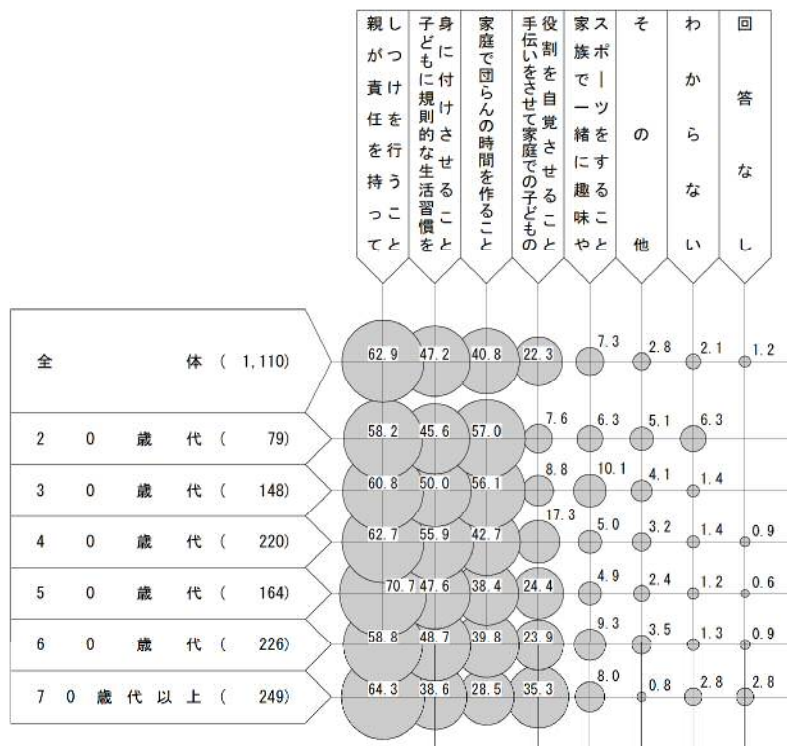 親が責任を持って
しつけを行うこと
子どもに規則的な生活習慣を
身に付けさせること
家庭で団らんの時間を作ること
手伝いをさせて家庭での子どもの
役割を自覚させること
家族で一緒に趣味や
スポーツをすること
その他
わからない
回答なし
全体( 1,110) 62.9 47.2 40.8 22.3 7.3 2.8 2.1 1.2
20歳代( 79) 58.2 45.6 57.0 7.6 6.3 5.1 6.3
30歳代( 148) 60.8 50.0 56.1 8.8 10.1 4.1 1.4
40歳代( 220) 62.7 55.9 42.7 17.3 5.0 3.2 1.4 0.9
50歳代( 164) 70.7 47.6 38.4 24.4 4.9 2.4 1.2 0.6
60歳代( 226) 58.8 48.7 39.8 23.9 9.3 3.5 1.3 0.9
70歳代以上( 249) 64.3 38.6 28.5 35.3 8.0 0.8 2.8 2.8